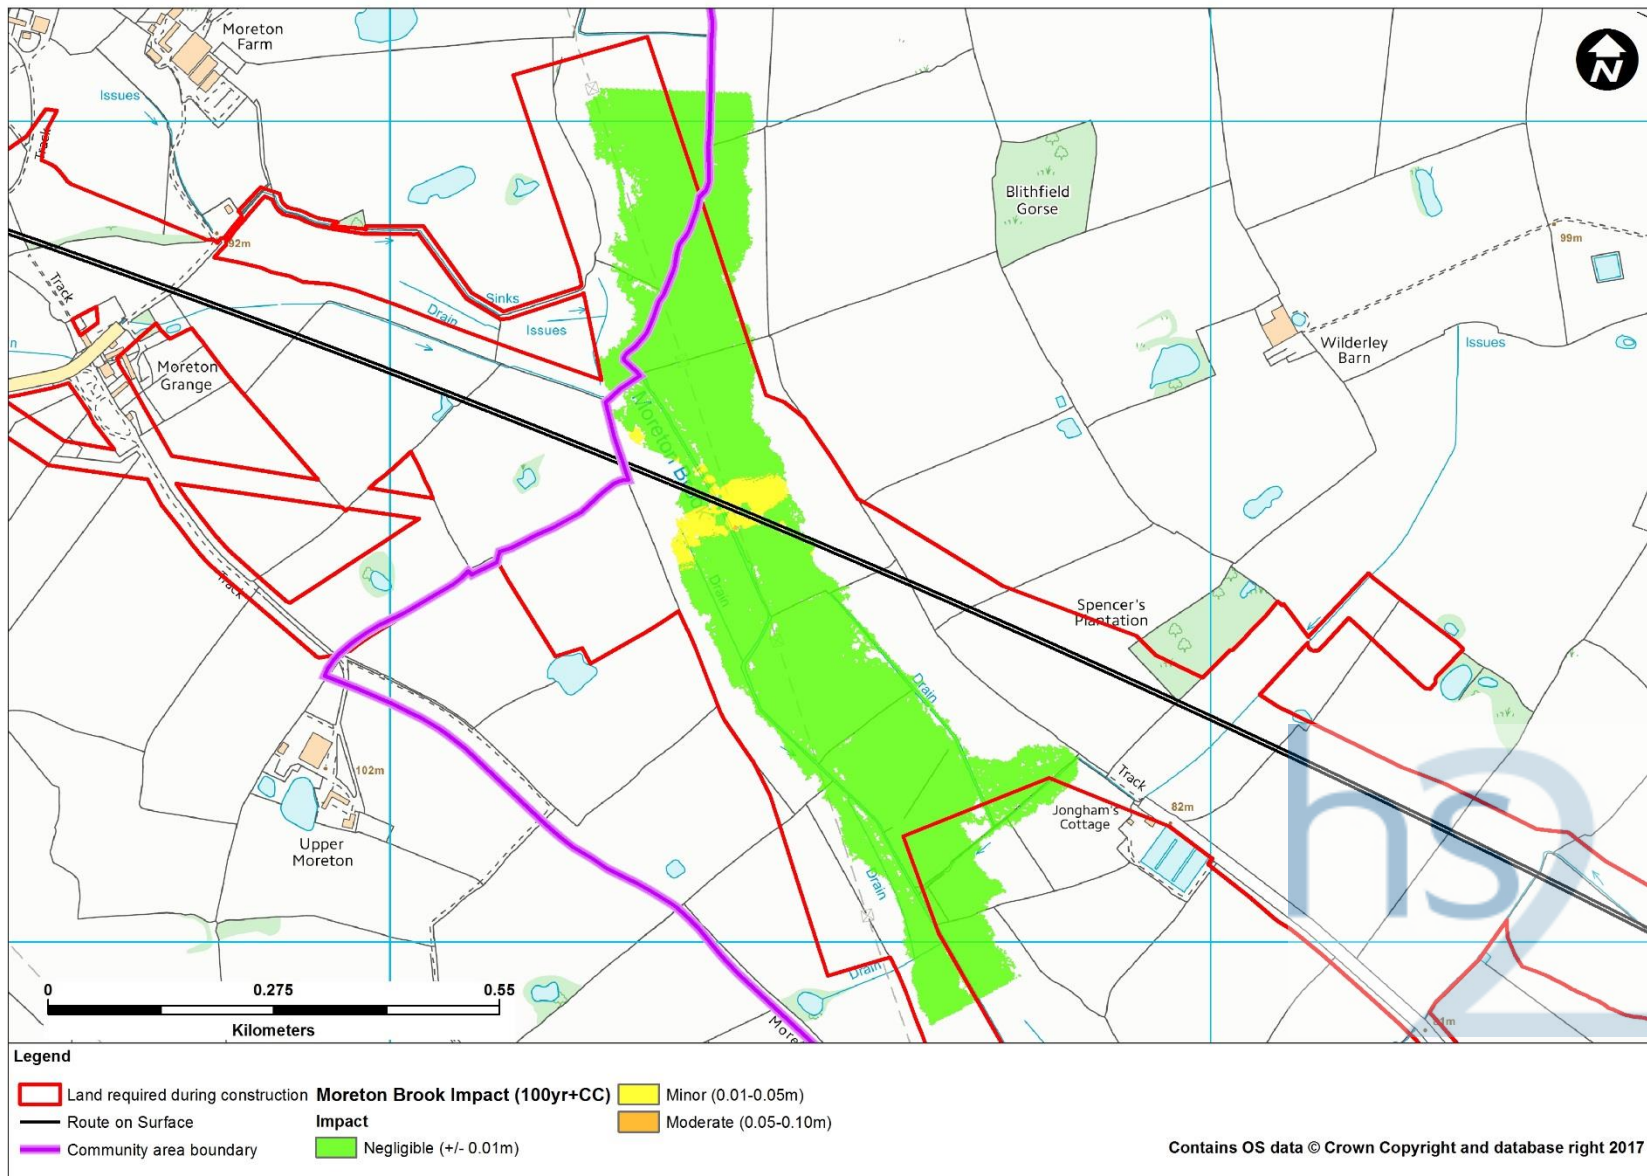 Moreton
Farm
N
Issues
Track
Blithfield
Gorse
92m
99m
Track
Sinks
Drain
Issues
Wilderley
Barn
Issues
Moreton
Grange
Moreton B
Track
Drain
Spencer's
Plantation
Drain
Track
102m
82m
Jongham's
Cottage
Upper
Moreton
Drain
hs2
Drain
0 0.275 0.55
Kilometers
More
81m
Legend
Land required during construction
Route on Surface
Community area boundary
Moreton Brook Impact (100yr+CC)
Impact
Negligible (+/- 0.01m)
Minor (0.01-0.05m)
Moderate (0.05-0.10m)
Contains OS data © Crown Copyright and database right 2017